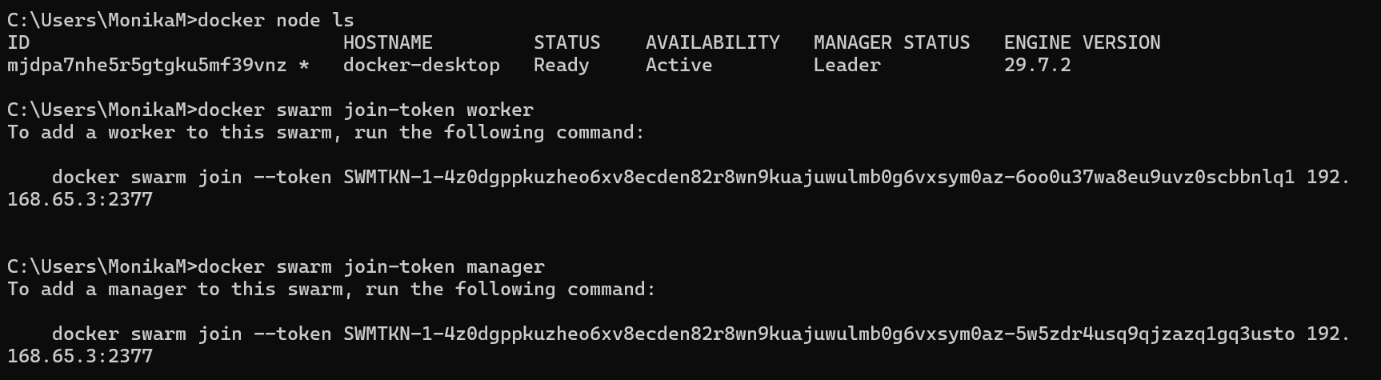 C:\Users\MonikaM>docker node ls
ID                            HOSTNAME         STATUS    AVAILABILITY   MANAGER STATUS   ENGINE VERSION
mjdpa7nhe5r5gtgku5mf39vnz *   docker-desktop   Ready     Active         Leader           29.7.2
C:\Users\MonikaM>docker swarm join-token worker
To add a worker to this swarm, run the following command:
    docker swarm join --token SWMTKN-1-4z0dgppkuzheo6xv8ecden82r8wn9kuajuwulmb0g6vxsym0az-6oo0u37wa8eu9uvz0scbbnlq1 192.
168.65.3:2377
C:\Users\MonikaM>docker swarm join-token manager
To add a manager to this swarm, run the following command:
    docker swarm join --token SWMTKN-1-4z0dgppkuzheo6xv8ecden82r8wn9kuajuwulmb0g6vxsym0az-5w5zdr4usq9qjzazq1gq3usto 192.
168.65.3:2377